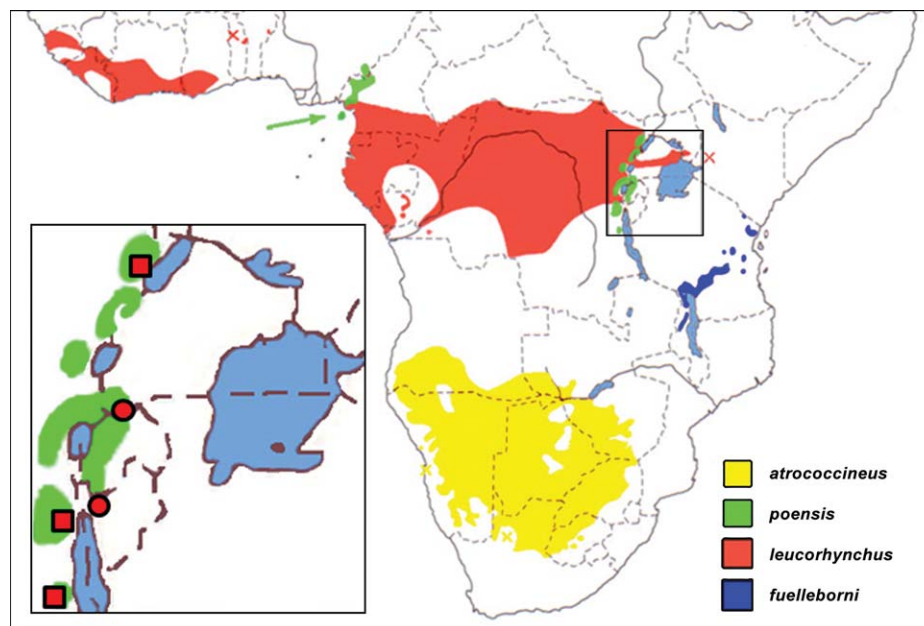 ?
atrococcineus
poensis
leucorhynchus
fuelleborni